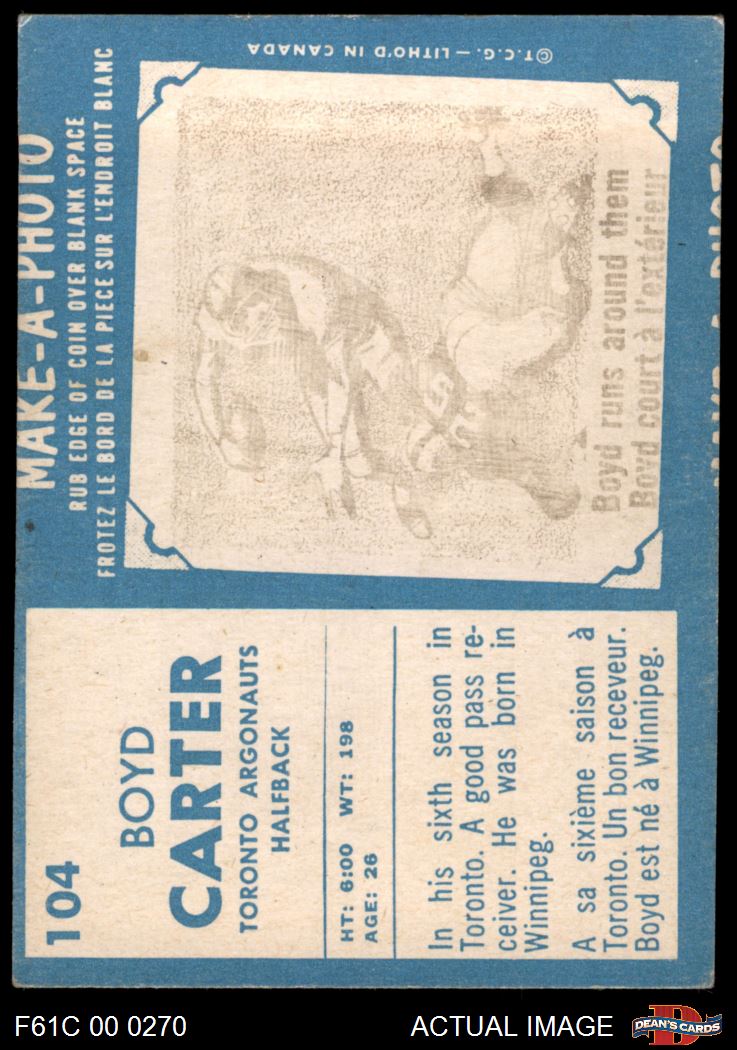 104
BOYD
CARTER
TORONTO ARGONAUTS
HALFBACK
HT: 6:00 WT: 198
AGE: 26
In his sixth season in
Toronto. A good pass re-
ceiver. He was born in
Winnipeg.
A sa sixième saison à
Toronto. Un bon receveur.
Boyd est né à Winnipeg.
MAKE-A-PHOTO
RUB EDGE OF COIN OVER BLANK SPACE
FROTEZ LE BORD DE LA PIECE SUR L'ENDROIT BLANC
Boyd runs around them
Boyd court à l'extérieur
©T.C.G. — LITHO'D IN CANADA
MAKE-A-PHOTO
F61C 00 0270
ACTUAL IMAGE
DEAN'S CARDS